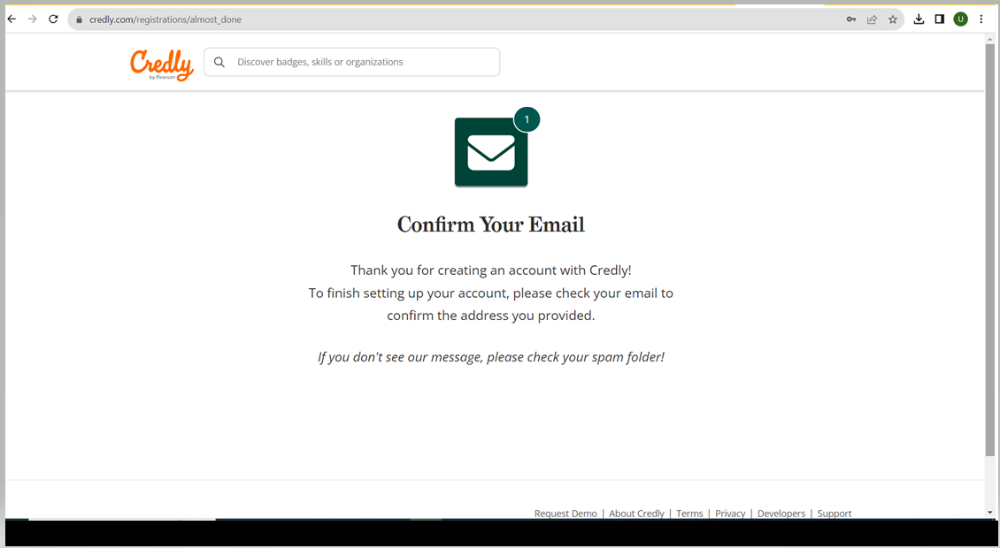 credly.com/registrations/almost_done
U
Credly
by Pearson
Discover badges, skills or organizations
1
Confirm Your Email
Thank you for creating an account with Credly!
To finish setting up your account, please check your email to
confirm the address you provided.
If you don't see our message, please check your spam folder!
Request Demo | About Credly | Terms | Privacy | Developers | Support